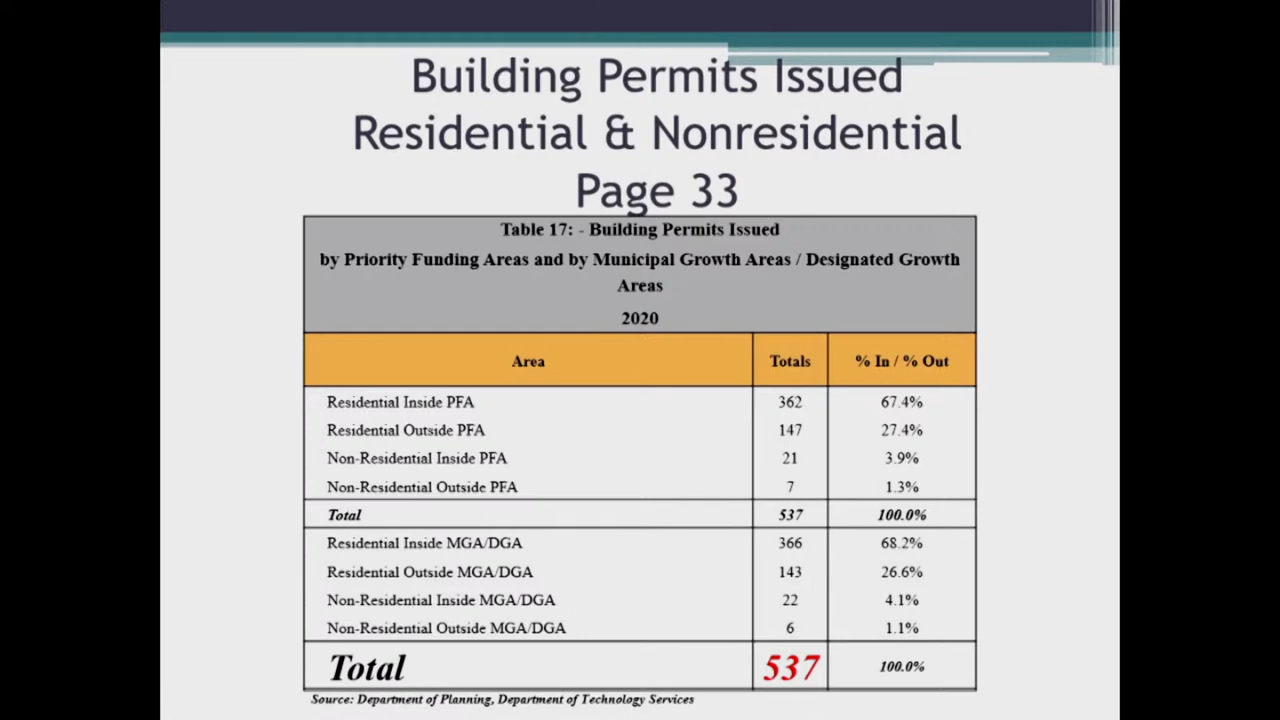 Building Permits Issued
Residential & Nonresidential
Page 33
Table 17: - Building Permits Issued
by Priority Funding Areas and by Municipal Growth Areas / Designated Growth
Areas
2020
Area Totals % In / % Out
Residential Inside PFA 362 67.4%
Residential Outside PFA 147 27.4%
Non-Residential Inside PFA 21 3.9%
Non-Residential Outside PFA 7 1.3%
Total 537 100.0%
Residential Inside MGA/DGA 366 68.2%
Residential Outside MGA/DGA 143 26.6%
Non-Residential Inside MGA/DGA 22 4.1%
Non-Residential Outside MGA/DGA 6 1.1%
Total 537 100.0%
Source: Department of Planning, Department of Technology Services